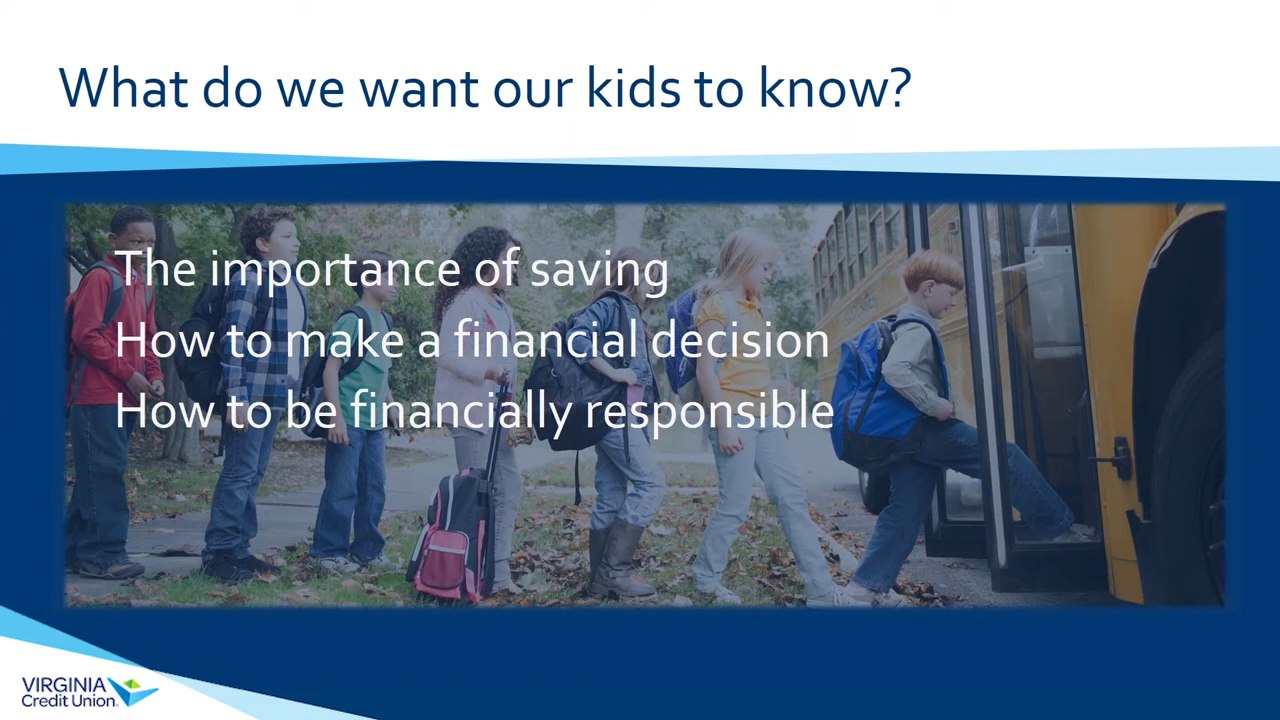 What do we want our kids to know?
The importance of saving
How to make a financial decision
How to be financially responsible
VIRGINIA
Credit Union